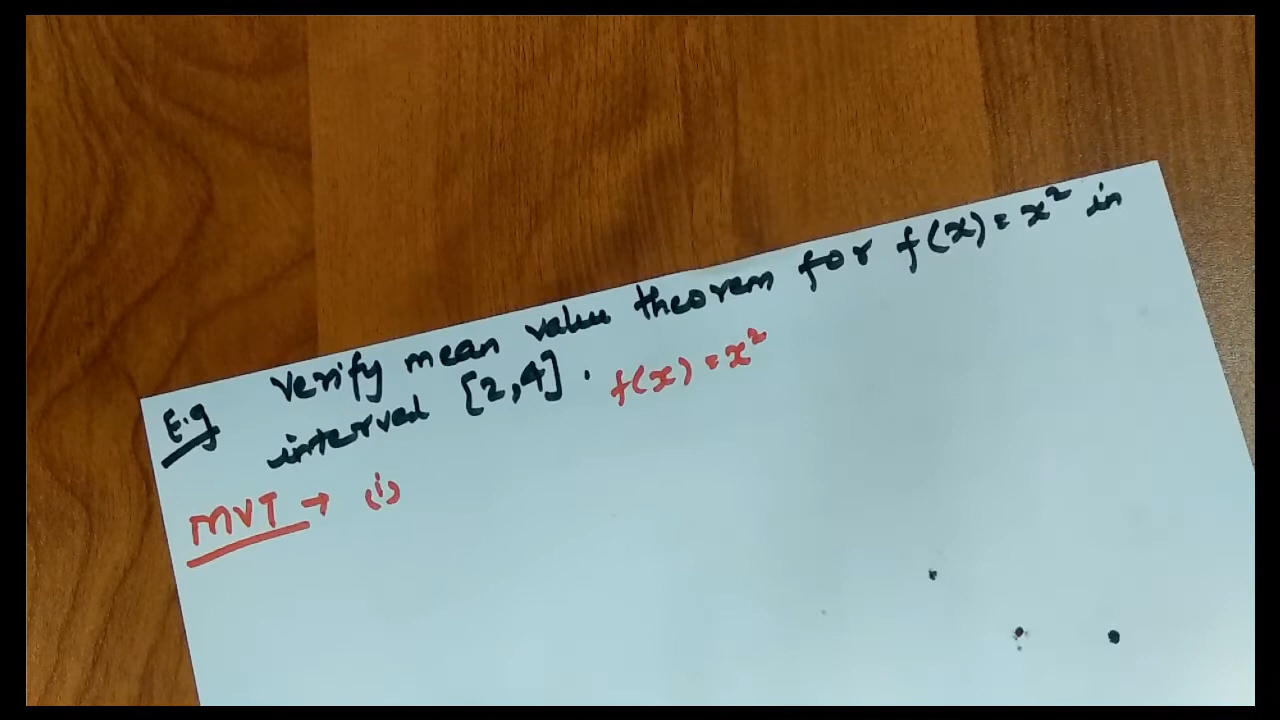 E.g Verify mean value theorem for f(x) = x² in
interval [2,4]. f(x) = x²
MVT → (i)